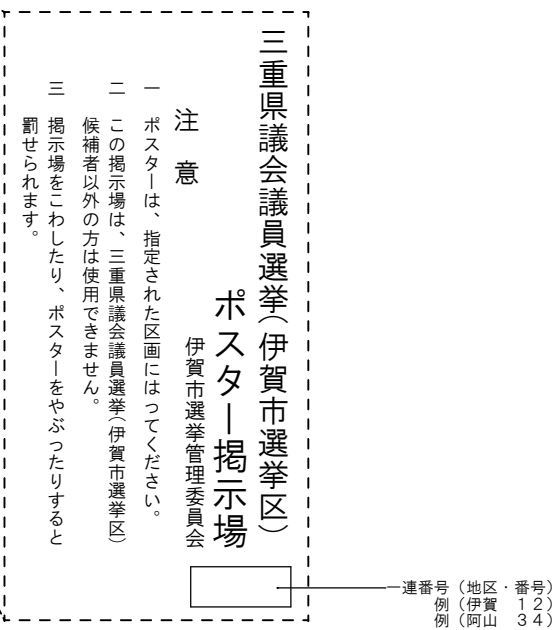 三重県議会議員選挙(伊賀市選挙区)
ポスター掲示場
伊賀市選挙管理委員会
注　意
一　ポスターは、指定された区画にはってください。
二　この掲示場は、三重県議会議員選挙(伊賀市選挙区)
候補者以外の方は使用できません。
三　掲示場をこわしたり、ポスターをやぶったりすると
罰せられます。
一連番号（地区・番号）
例（伊賀　１２）
例（阿山　３４）